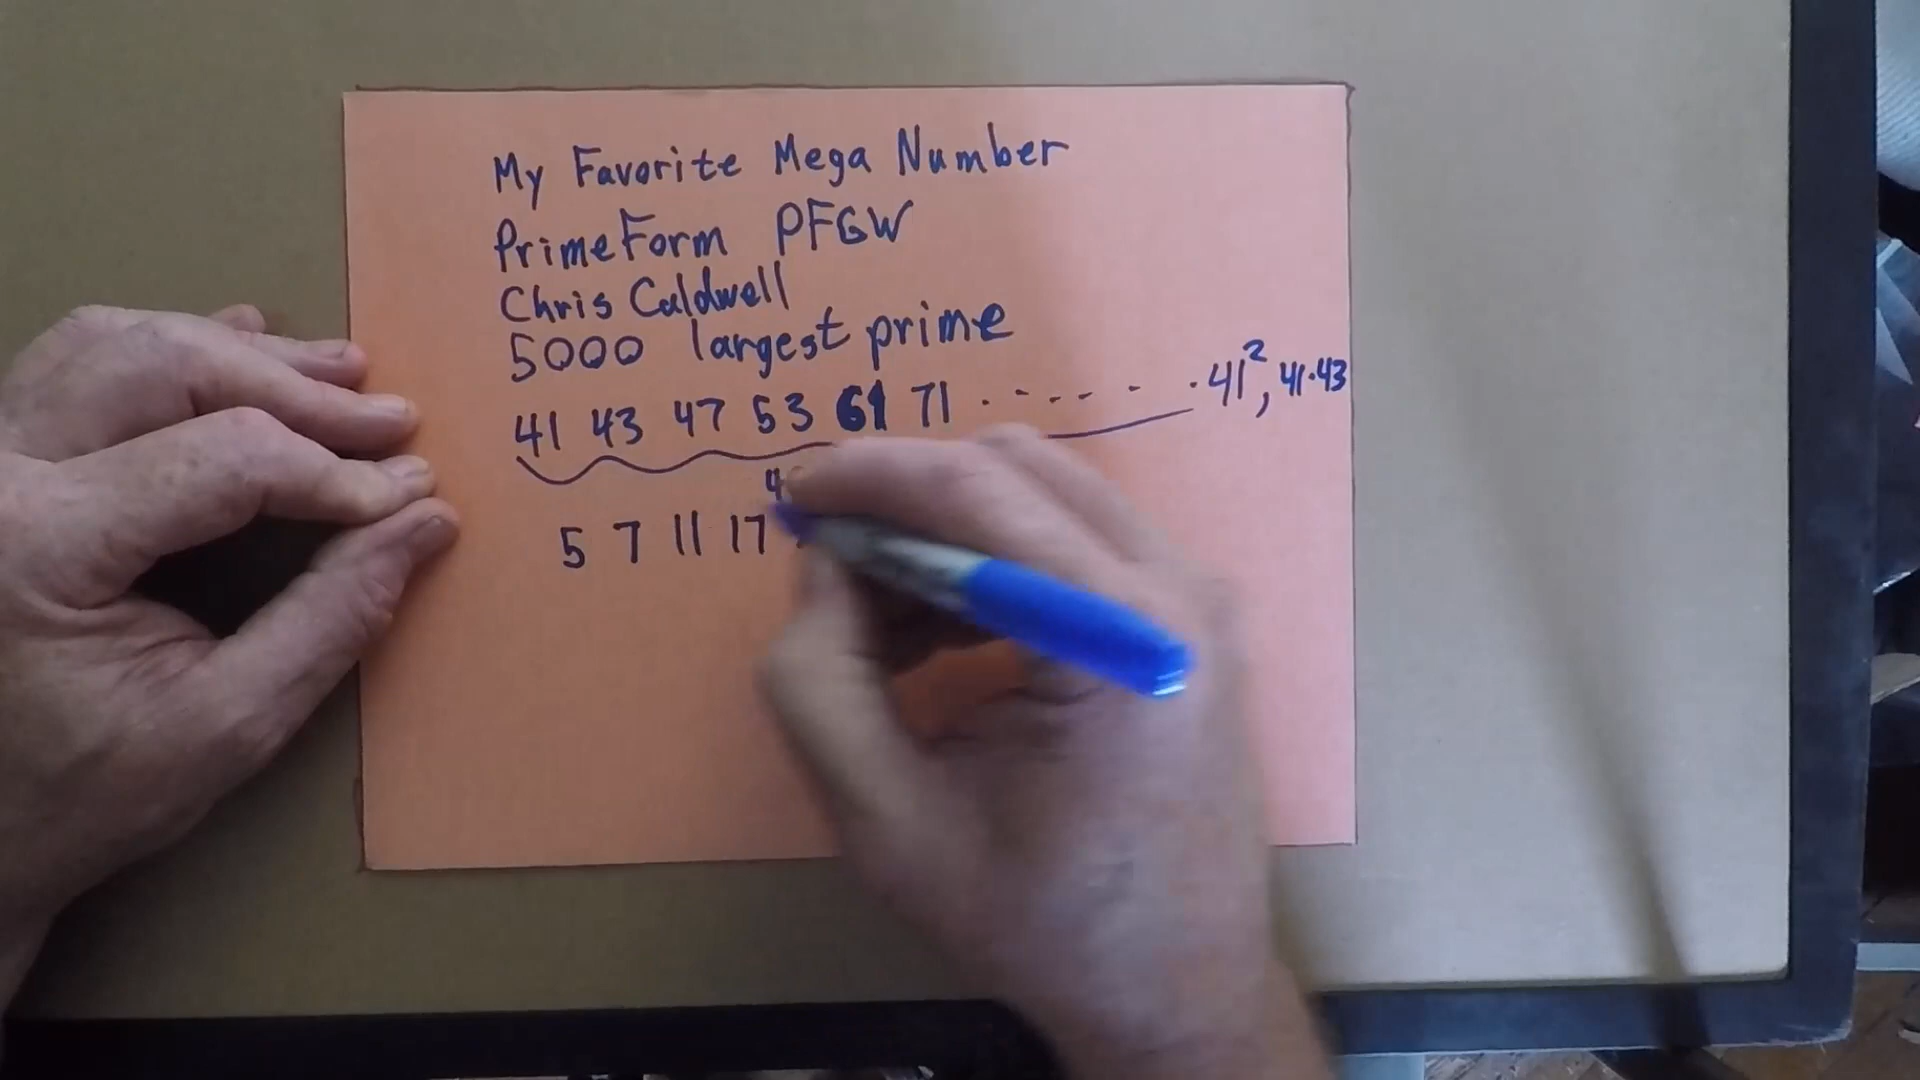 My Favorite Mega Number
PrimeForm PFGW
Chris Caldwell
5000 largest prime
41 43 47 53 61 71 . - - - - - . 41², 41·43
4
5 7 11 17